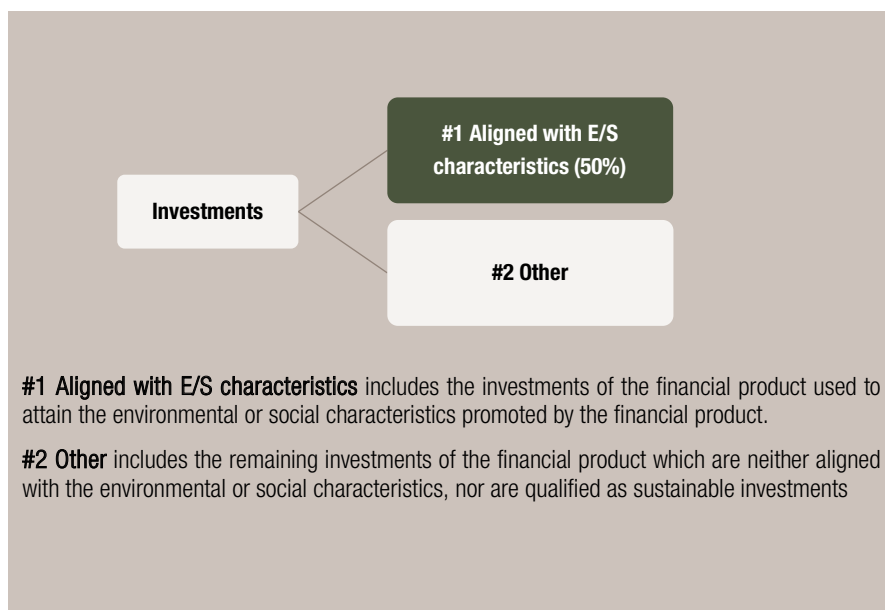 #1 Aligned with E/S
characteristics (50%)
Investments
#2 Other
#1 Aligned with E/S characteristics includes the investments of the financial product used to
attain the environmental or social characteristics promoted by the financial product.
#2 Other includes the remaining investments of the financial product which are neither aligned
with the environmental or social characteristics, nor are qualified as sustainable investments